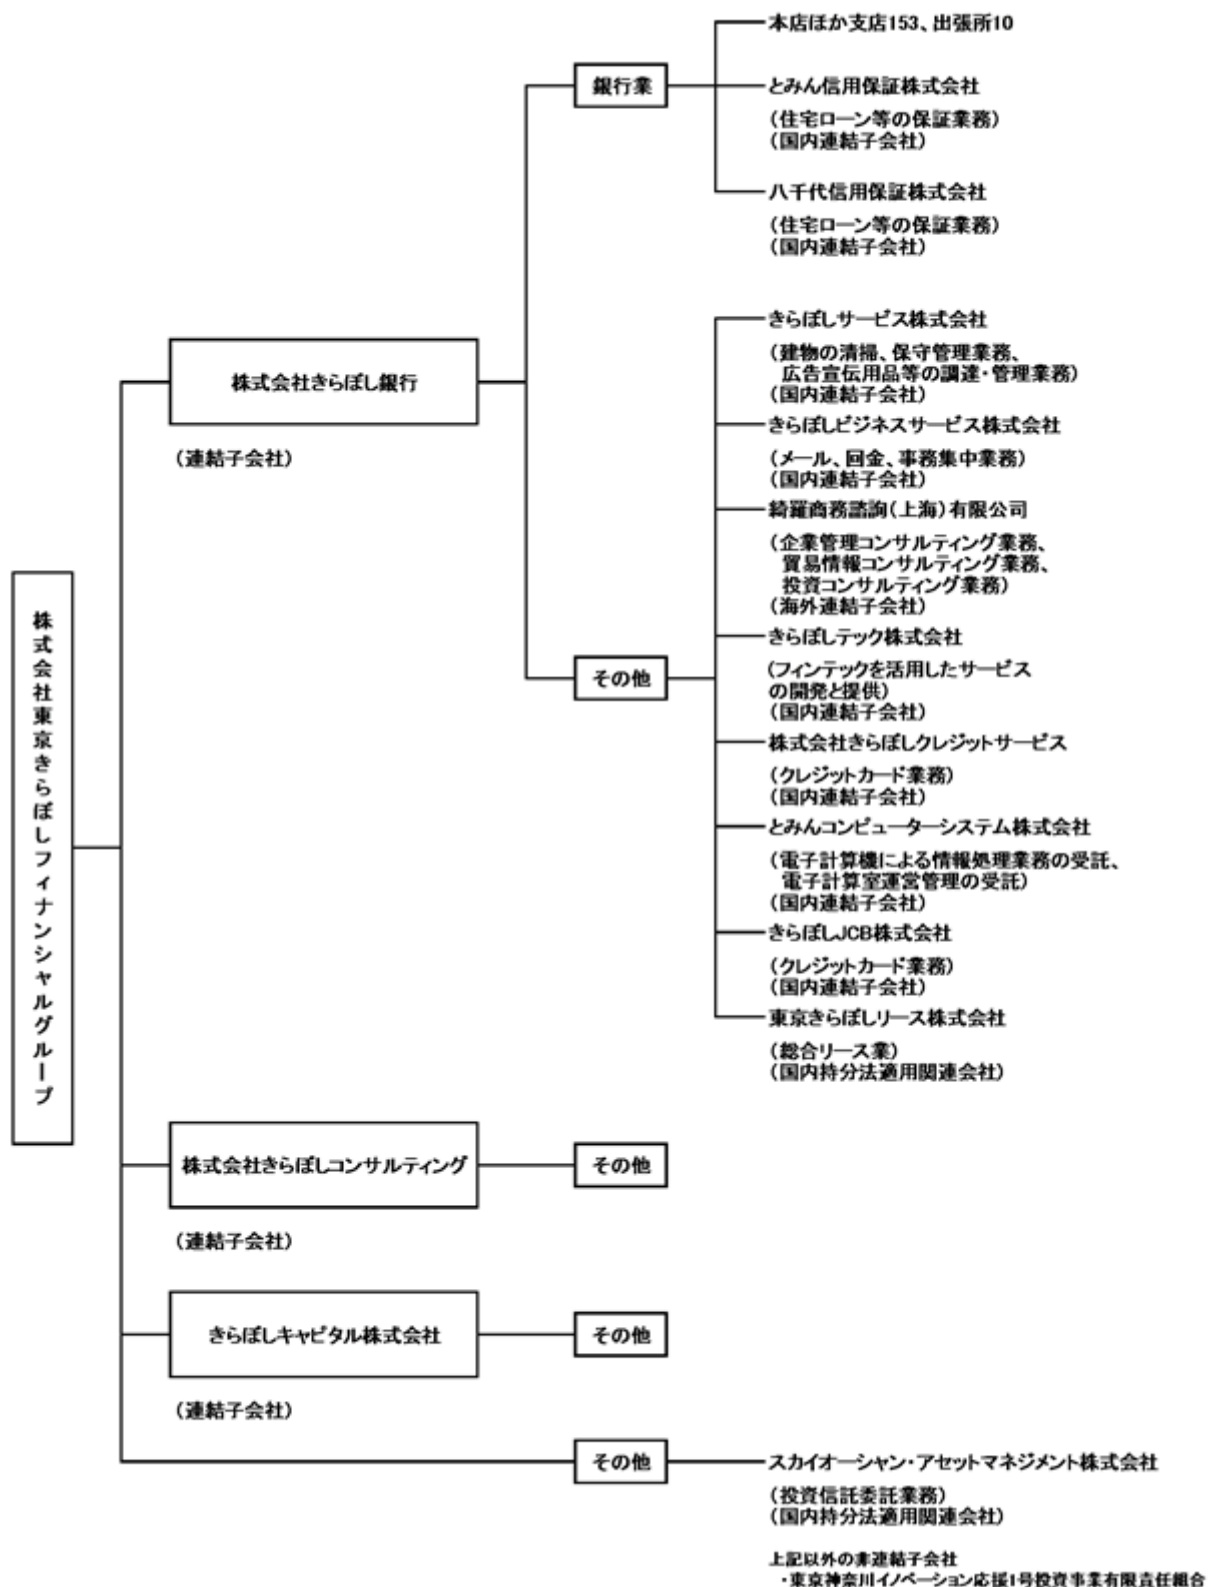 株式会社東京きらぼしフィナンシャルグループ
株式会社きらぼし銀行
(連結子会社)
銀行業
本店ほか支店153、出張所10
とみん信用保証株式会社
(住宅ローン等の保証業務)
(国内連結子会社)
八千代信用保証株式会社
(住宅ローン等の保証業務)
(国内連結子会社)
その他
きらぼしサービス株式会社
(建物の清掃、保守管理業務、
広告宣伝用品等の調達・管理業務)
(国内連結子会社)
きらぼしビジネスサービス株式会社
(メール、回金、事務集中業務)
(国内連結子会社)
綺羅商務諮詢(上海)有限公司
(企業管理コンサルティング業務、
貿易情報コンサルティング業務、
投資コンサルティング業務)
(海外連結子会社)
きらぼしテック株式会社
(フィンテックを活用したサービス
の開発と提供)
(国内連結子会社)
株式会社きらぼしクレジットサービス
(クレジットカード業務)
(国内連結子会社)
とみんコンピューターシステム株式会社
(電子計算機による情報処理業務の受託、
電子計算室運営管理の受託)
(国内連結子会社)
きらぼしJCB株式会社
(クレジットカード業務)
(国内連結子会社)
東京きらぼしリース株式会社
(総合リース業)
(国内持分法適用関連会社)
株式会社きらぼしコンサルティング
(連結子会社)
その他
きらぼしキャピタル株式会社
(連結子会社)
その他
その他
スカイオーシャン・アセットマネジメント株式会社
(投資信託委託業務)
(国内持分法適用関連会社)
上記以外の非連結子会社
・東京神奈川イノベーション応援1号投資事業有限責任組合